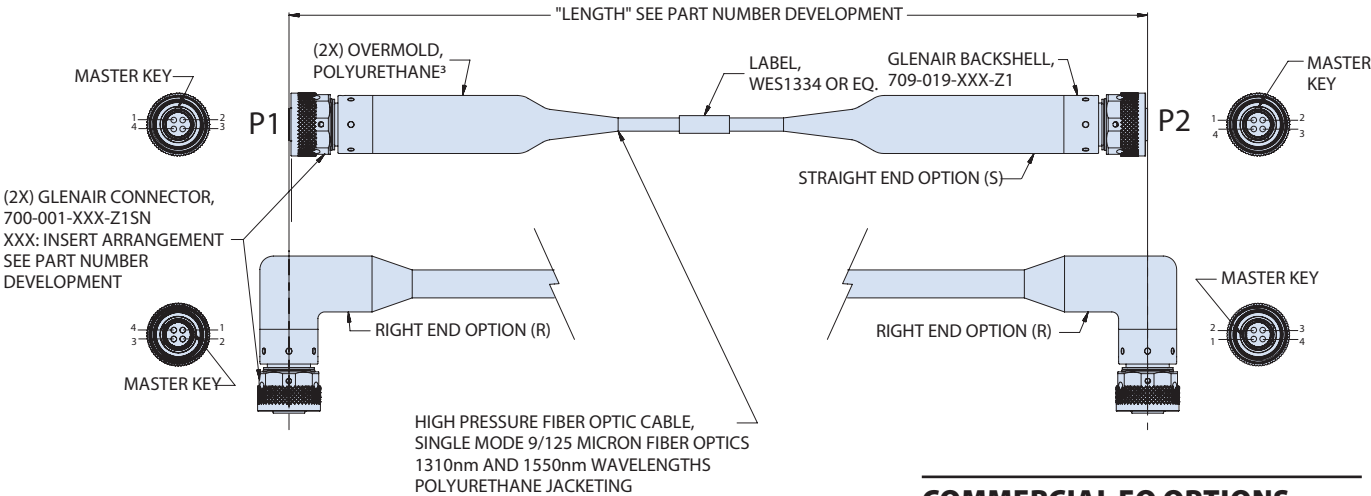 "LENGTH" SEE PART NUMBER DEVELOPMENT
(2X) OVERMOLD,
POLYURETHANE³
LABEL,
WES1334 OR EQ.
GLENAIR BACKSHELL,
709-019-XXX-Z1
MASTER KEY
1 2
4 3
P1
P2
MASTER
KEY
1 2
4 3
STRAIGHT END OPTION (S)
(2X) GLENAIR CONNECTOR,
700-001-XXX-Z1SN
XXX: INSERT ARRANGEMENT
SEE PART NUMBER
DEVELOPMENT
4 1
3 2
MASTER KEY
RIGHT END OPTION (R)
RIGHT END OPTION (R)
MASTER KEY
2 3
1 4
HIGH PRESSURE FIBER OPTIC CABLE,
SINGLE MODE 9/125 MICRON FIBER OPTICS
1310nm AND 1550nm WAVELENGTHS
POLYURETHANE JACKETING
COMMERCIAL FO OPTIONS